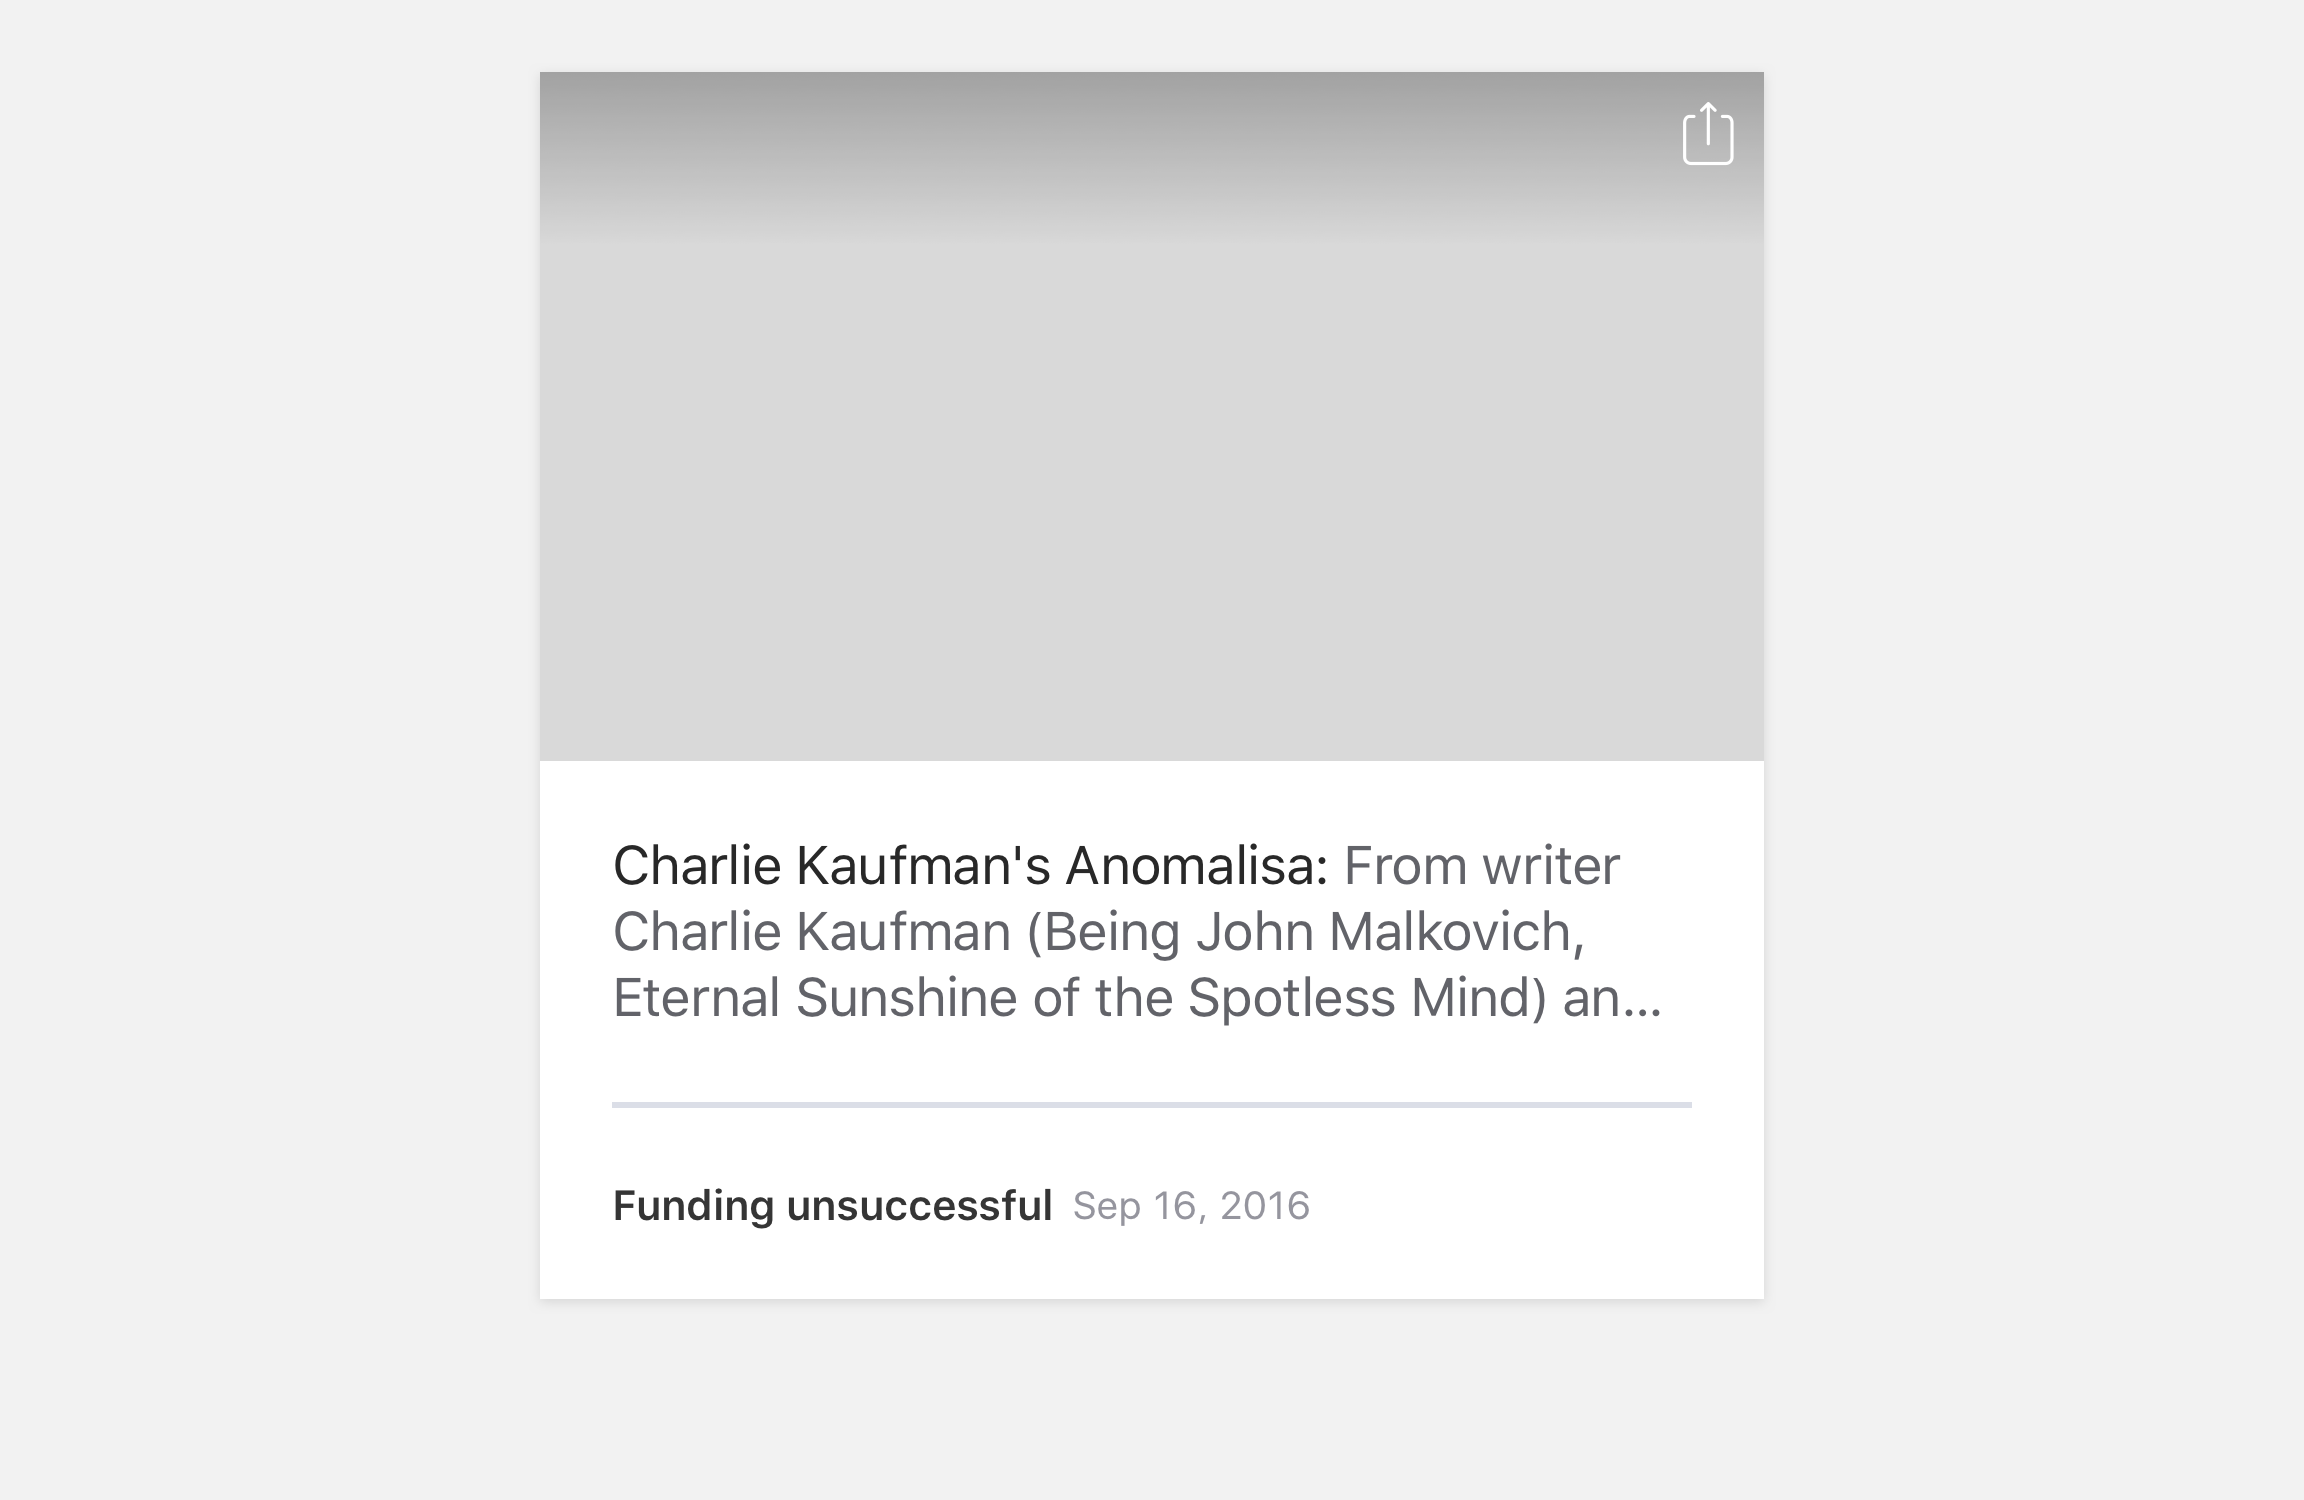 Charlie Kaufman's Anomalisa: From writer
Charlie Kaufman (Being John Malkovich,
Eternal Sunshine of the Spotless Mind) an...
Funding unsuccessful Sep 16, 2016